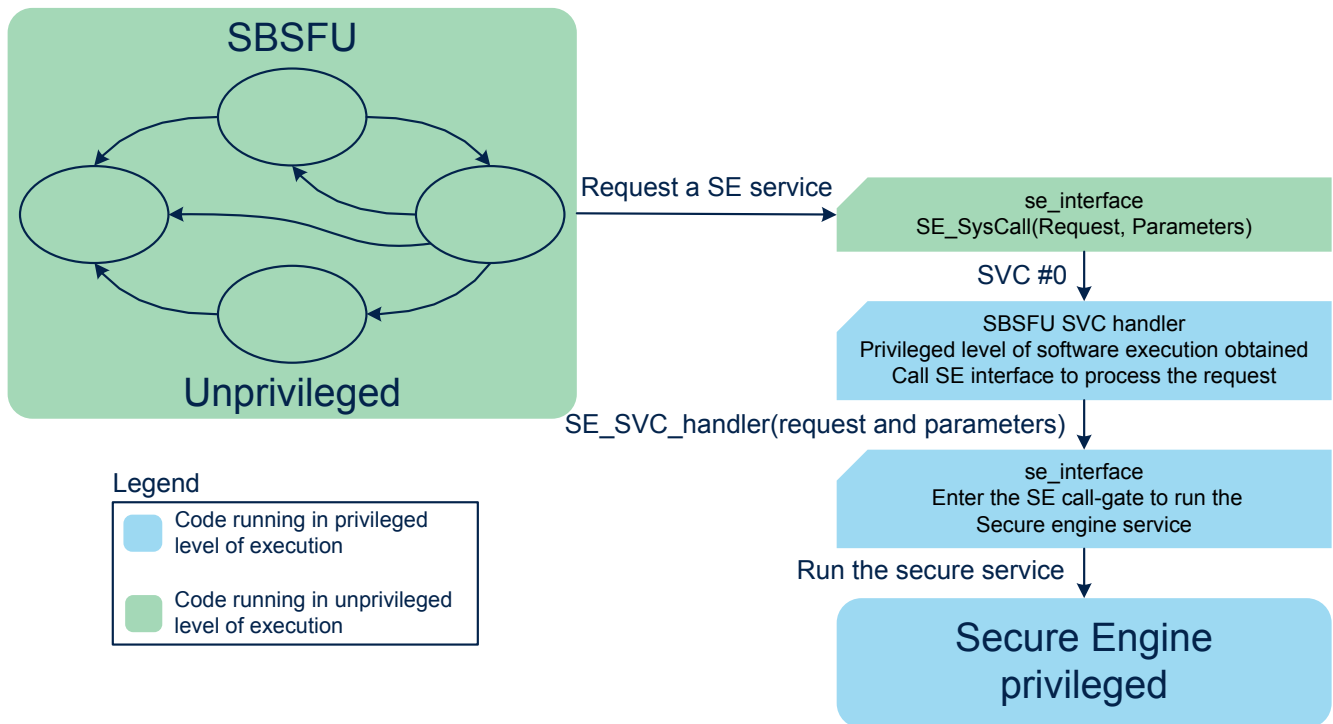 SBSFU
Unprivileged
Request a SE service
se_interface
SE_SysCall(Request, Parameters)
SVC #0
SBSFU SVC handler
Privileged level of software execution obtained
Call SE interface to process the request
SE_SVC_handler(request and parameters)
se_interface
Enter the SE call-gate to run the
Secure engine service
Run the secure service
Secure Engine
privileged
Legend
Code running in privileged
level of execution
Code running in unprivileged
level of execution